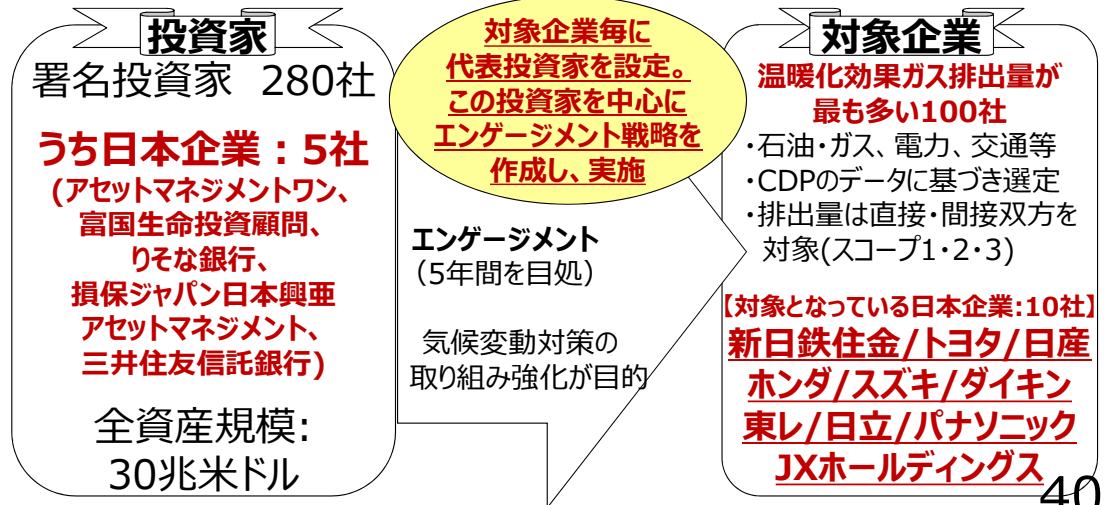 投資家
署名投資家 280社
うち日本企業：5社
(アセットマネジメントワン、
富国生命投資顧問、
りそな銀行、
損保ジャパン日本興亜
アセットマネジメント、
三井住友信託銀行)
全資産規模:
30兆米ドル
対象企業毎に
代表投資家を設定。
この投資家を中心に
エンゲージメント戦略を
作成し、実施
エンゲージメント
（5年間を目処）
気候変動対策の
取り組み強化が目的
対象企業
温暖化効果ガス排出量が
最も多い100社
・石油・ガス、電力、交通等
・CDPのデータに基づき選定
・排出量は直接・間接双方を
対象(スコープ1・2・3)
【対象となっている日本企業:10社】
新日鉄住金/トヨタ/日産
ホンダ/スズキ/ダイキン
東レ/日立/パナソニック
JXホールディングス
40